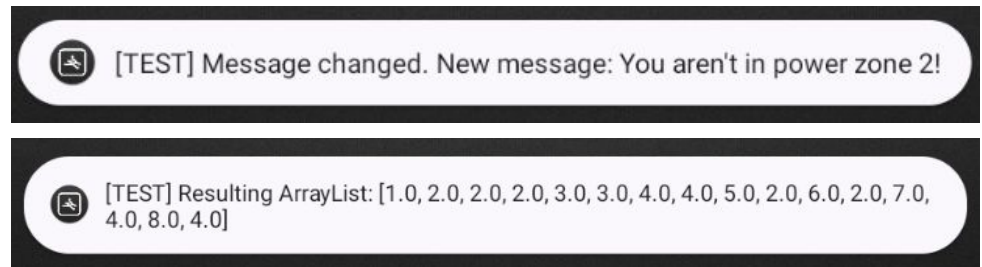 [TEST] Message changed. New message: You aren't in power zone 2!
[TEST] Resulting ArrayList: [1.0, 2.0, 2.0, 2.0, 3.0, 3.0, 4.0, 4.0, 5.0, 2.0, 6.0, 2.0, 7.0,
4.0, 8.0, 4.0]